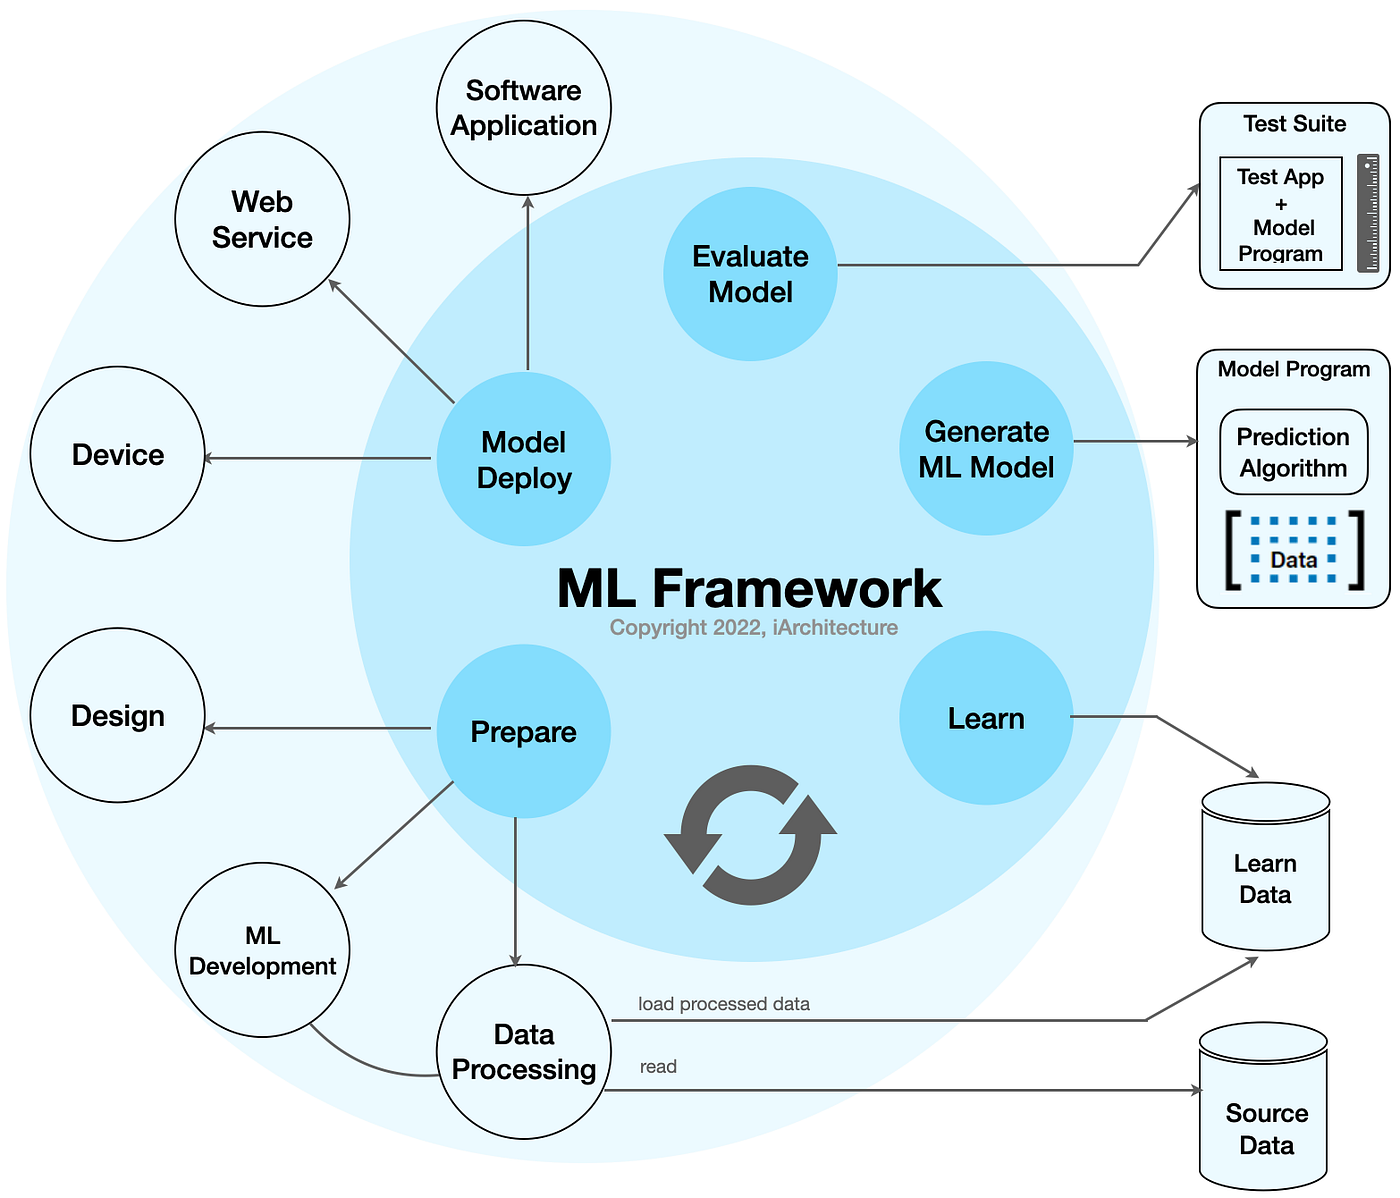 Software
Application
Test Suite
Test App
+
Model
Program
Web
Service
Evaluate
Model
Model Program
Prediction
Algorithm
Data
Generate
ML Model
Model
Deploy
Device
ML Framework
Copyright 2022, iArchitecture
Design
Prepare
Learn
Learn
Data
ML
Development
Data
Processing
load processed data
read
Source
Data